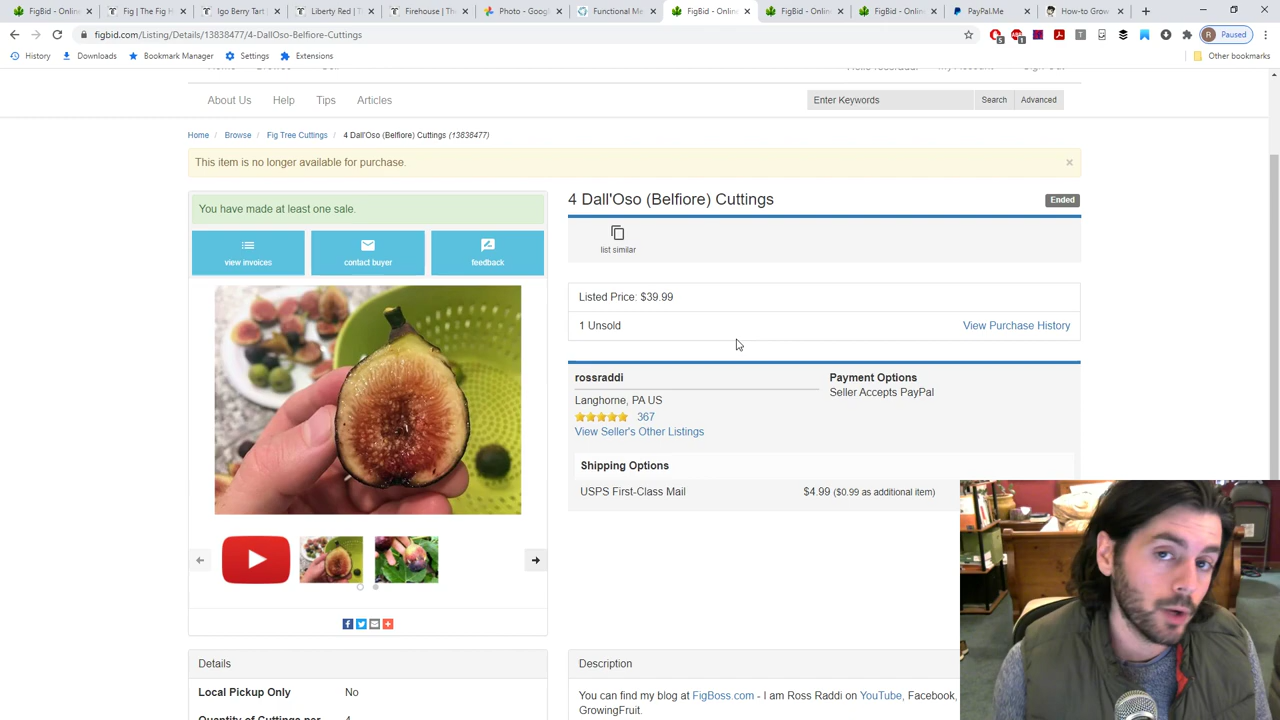 FigBid - Onlin
Fig | The Fig H
Igo Berry Tart
Liberty Red | T
Firehouse | Th
Photo - Googl
Functional Me
FigBid - Online
FigBid - Onlin
FigBid - Onlin
PayPal.Me
How-to Grow
figbid.com/Listing/Details/13838477/4-DallOso-Belfiore-Cuttings
Paused
History Downloads Bookmark Manager Settings Extensions Other bookmarks
About Us Help Tips Articles
Enter Keywords Search Advanced
Home / Browse / Fig Tree Cuttings / 4 Dall'Oso (Belfiore) Cuttings (13838477)
This item is no longer available for purchase.
You have made at least one sale.
view invoices
contact buyer
feedback
4 Dall'Oso (Belfiore) Cuttings
Ended
list similar
Listed Price: $39.99
1 Unsold View Purchase History
rossraddi
Langhorne, PA US
367
View Seller's Other Listings
Payment Options
Seller Accepts PayPal
Shipping Options
USPS First-Class Mail $4.99 ($0.99 as additional item)
Details
Local Pickup Only No
Quantity of Cuttings per 4
Description
You can find my blog at FigBoss.com - I am Ross Raddi on YouTube, Facebook,
GrowingFruit.